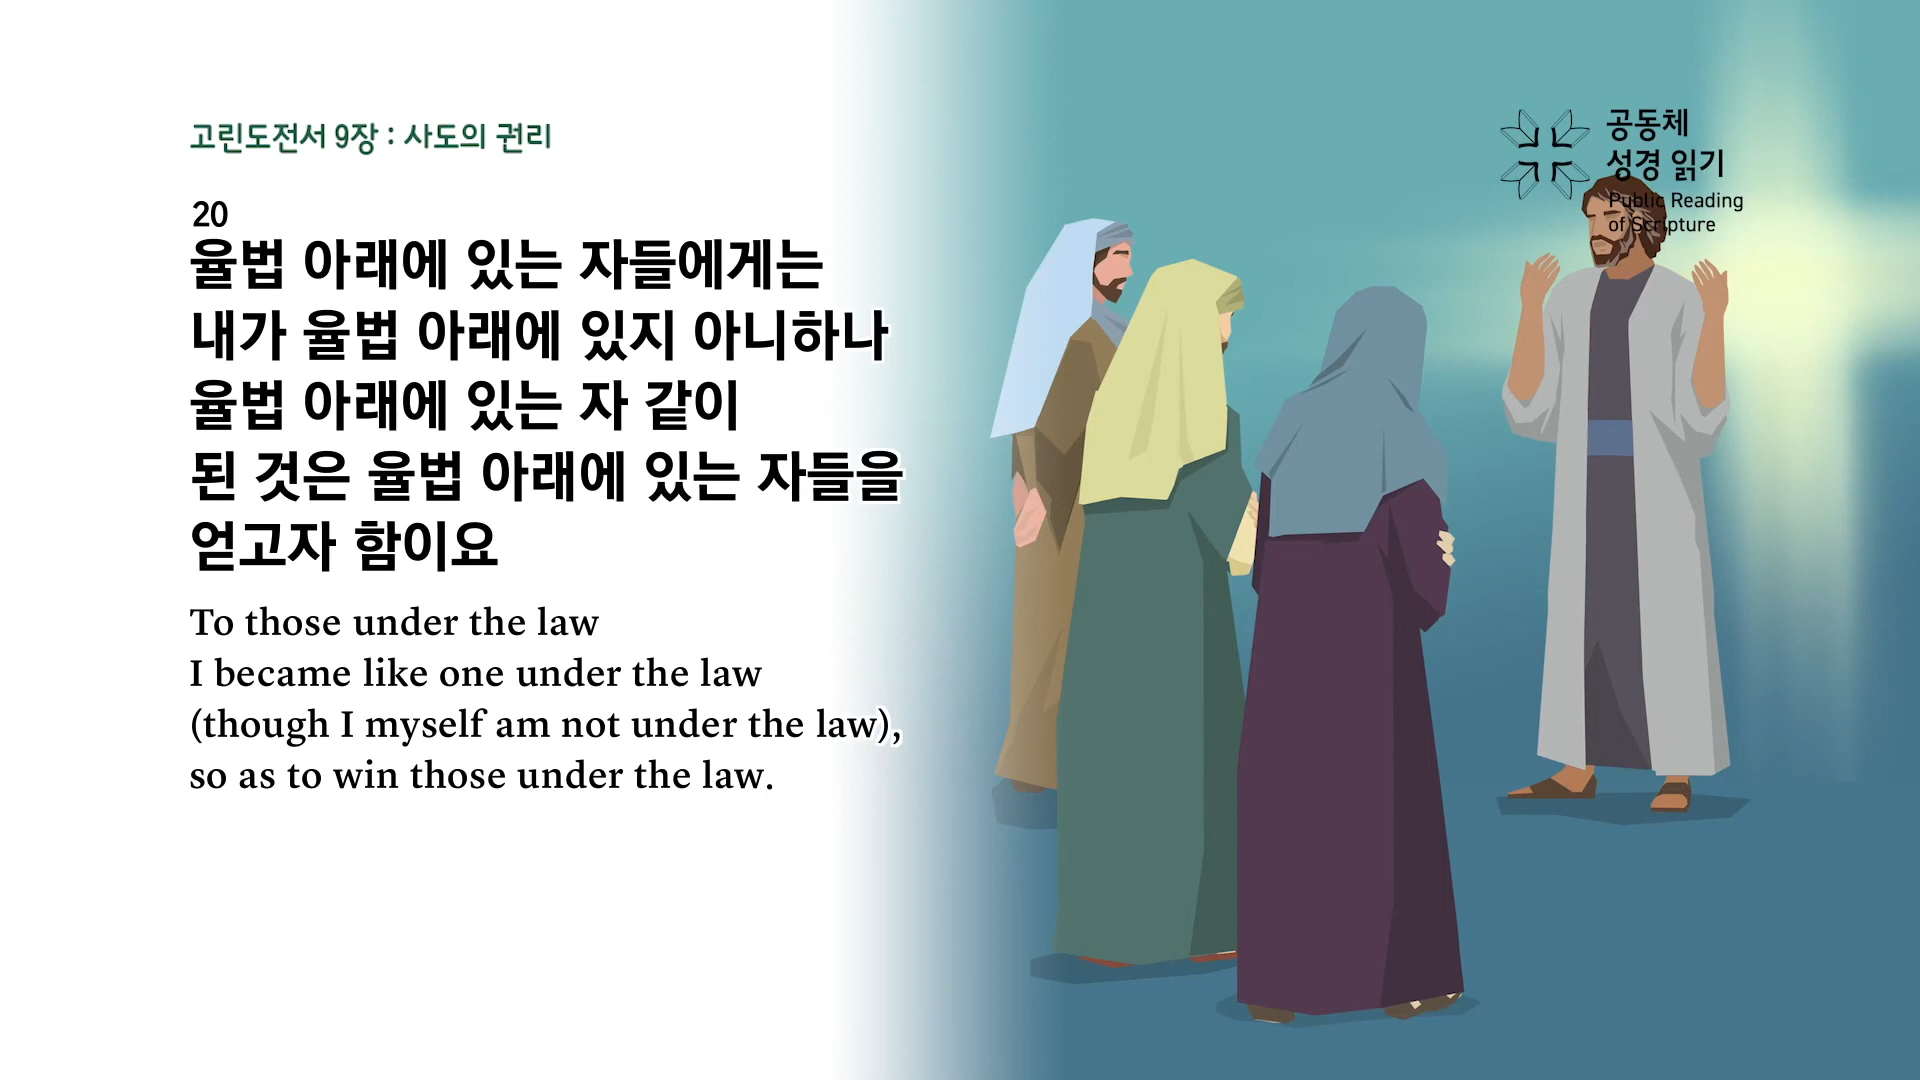 고린도전서 9장 : 사도의 권리
20
율법 아래에 있는 자들에게는
내가 율법 아래에 있지 아니하나
율법 아래에 있는 자 같이
된 것은 율법 아래에 있는 자들을
얻고자 함이요
To those under the law
I became like one under the law
(though I myself am not under the law),
so as to win those under the law.
공동체
성경 읽기
Public Reading
of Scripture